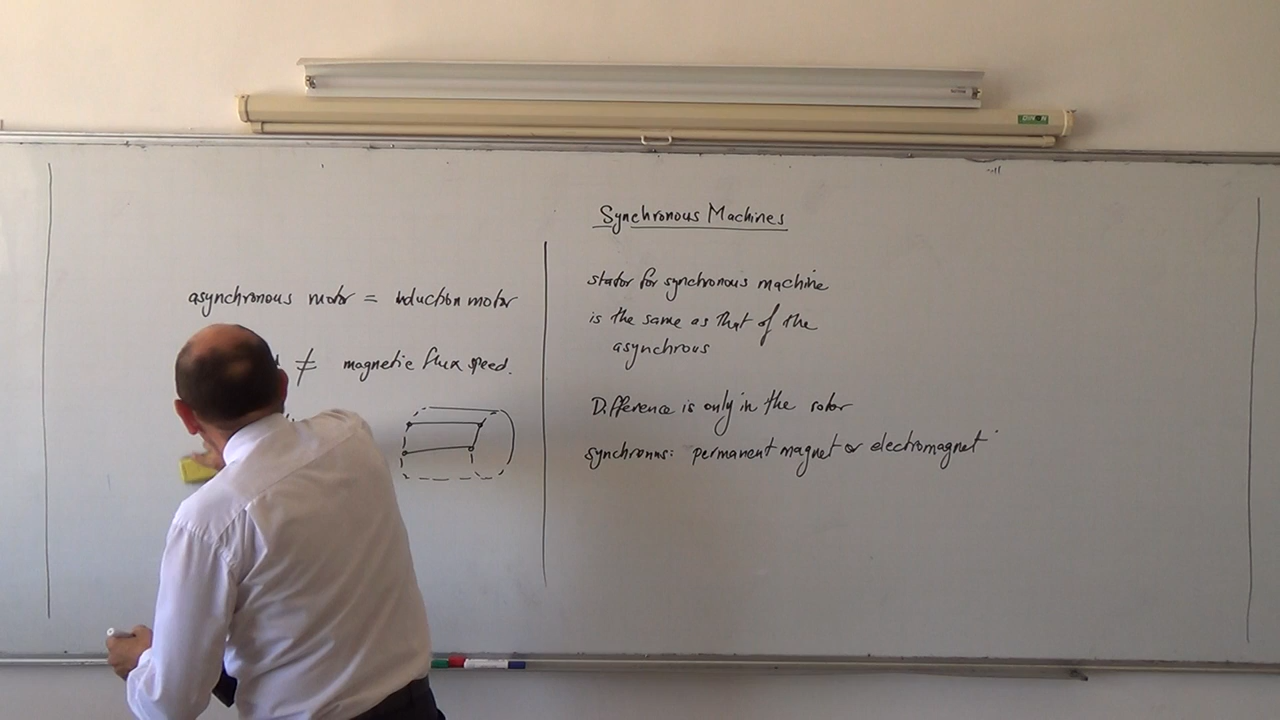 asynchronous motor = induction motor
≠ magnetic flux speed.
Synchronous Machines
stator for synchronous machine
is the same as that of the
asynchrous
Difference is only in the rotor
synchronus: permanent magnet or electromagnet